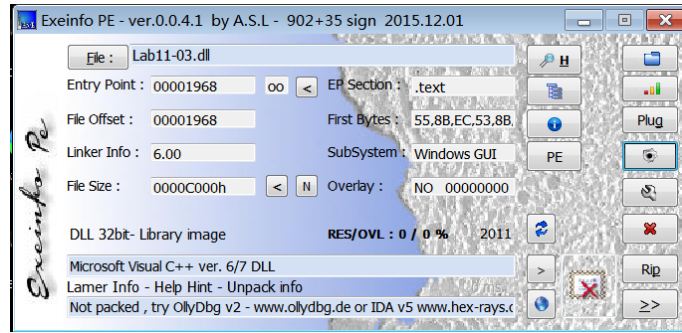 Exeinfo PE - ver.0.0.4.1 by A.S.L - 902+35 sign 2015.12.01
File : Lab11-03.dll H
Entry Point : 00001968 oo < EP Section : .text
File Offset : 00001968 First Bytes : 55,8B,EC,53,8B, Plug
Linker Info : 6.00 SubSystem : Windows GUI PE
File Size : 0000C000h < N Overlay : NO 00000000
DLL 32bit- Library image RES/OVL : 0 / 0 % 2011
Microsoft Visual C++ ver. 6/7 DLL > Rip
Lamer Info - Help Hint - Unpack info
Not packed , try OllyDbg v2 - www.ollydbg.de or IDA v5 www.hex-rays.c >>
Exeinfo Pe